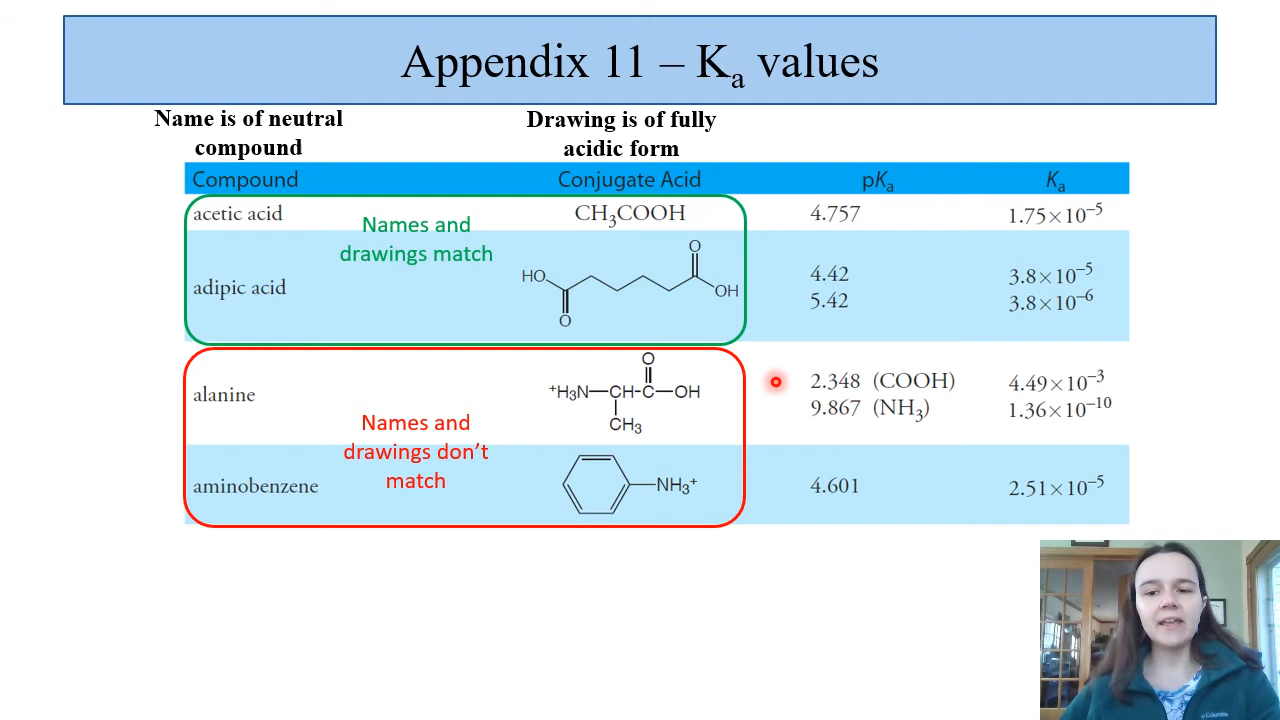 Appendix 11 – Kₐ values
Name is of neutral
compound
Drawing is of fully
acidic form
Compound Conjugate Acid pKₐ Kₐ
acetic acid CH₃COOH 4.757 1.75×10⁻⁵
Names and
drawings match
adipic acid
HO
O
O
OH
4.42 3.8×10⁻⁵
5.42 3.8×10⁻⁶
alanine
O
⁺H₃N—CH-C—OH
CH₃
2.348 (COOH) 4.49×10⁻³
9.867 (NH₃) 1.36×10⁻¹⁰
Names and
drawings don’t
match
aminobenzene NH₃⁺ 4.601 2.51×10⁻⁵
Columbia